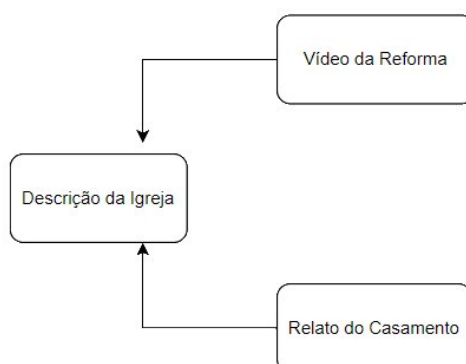 Vídeo da Reforma
Descrição da Igreja
Relato do Casamento